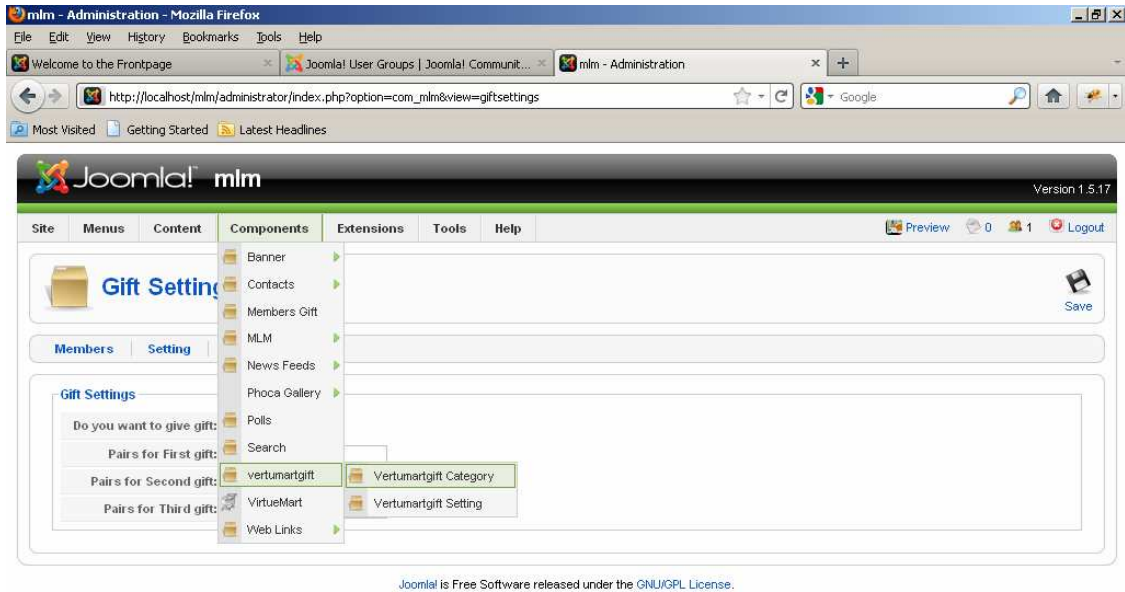 mlm - Administration - Mozilla Firefox
File Edit View History Bookmarks Tools Help
Welcome to the Frontpage
Joomla! User Groups | Joomla! Communit...
mlm - Administration
http://localhost/mlm/administrator/index.php?option=com_mlm&view=giftsettings
Google
Most Visited Getting Started Latest Headlines
Joomla! mlm
Version 1.5.17
Site Menus Content Components Extensions Tools Help
Preview 0 1 Logout
Gift Setting
Save
Members Setting
Banner
Contacts
Members Gift
MLM
News Feeds
Phoca Gallery
Polls
Search
vertumartgift
VirtueMart
Web Links
Vertumartgift Category
Vertumartgift Setting
Gift Settings
Do you want to give gift:
Pairs for First gift:
Pairs for Second gift:
Pairs for Third gift:
Joomla! is Free Software released under the GNU/GPL License.